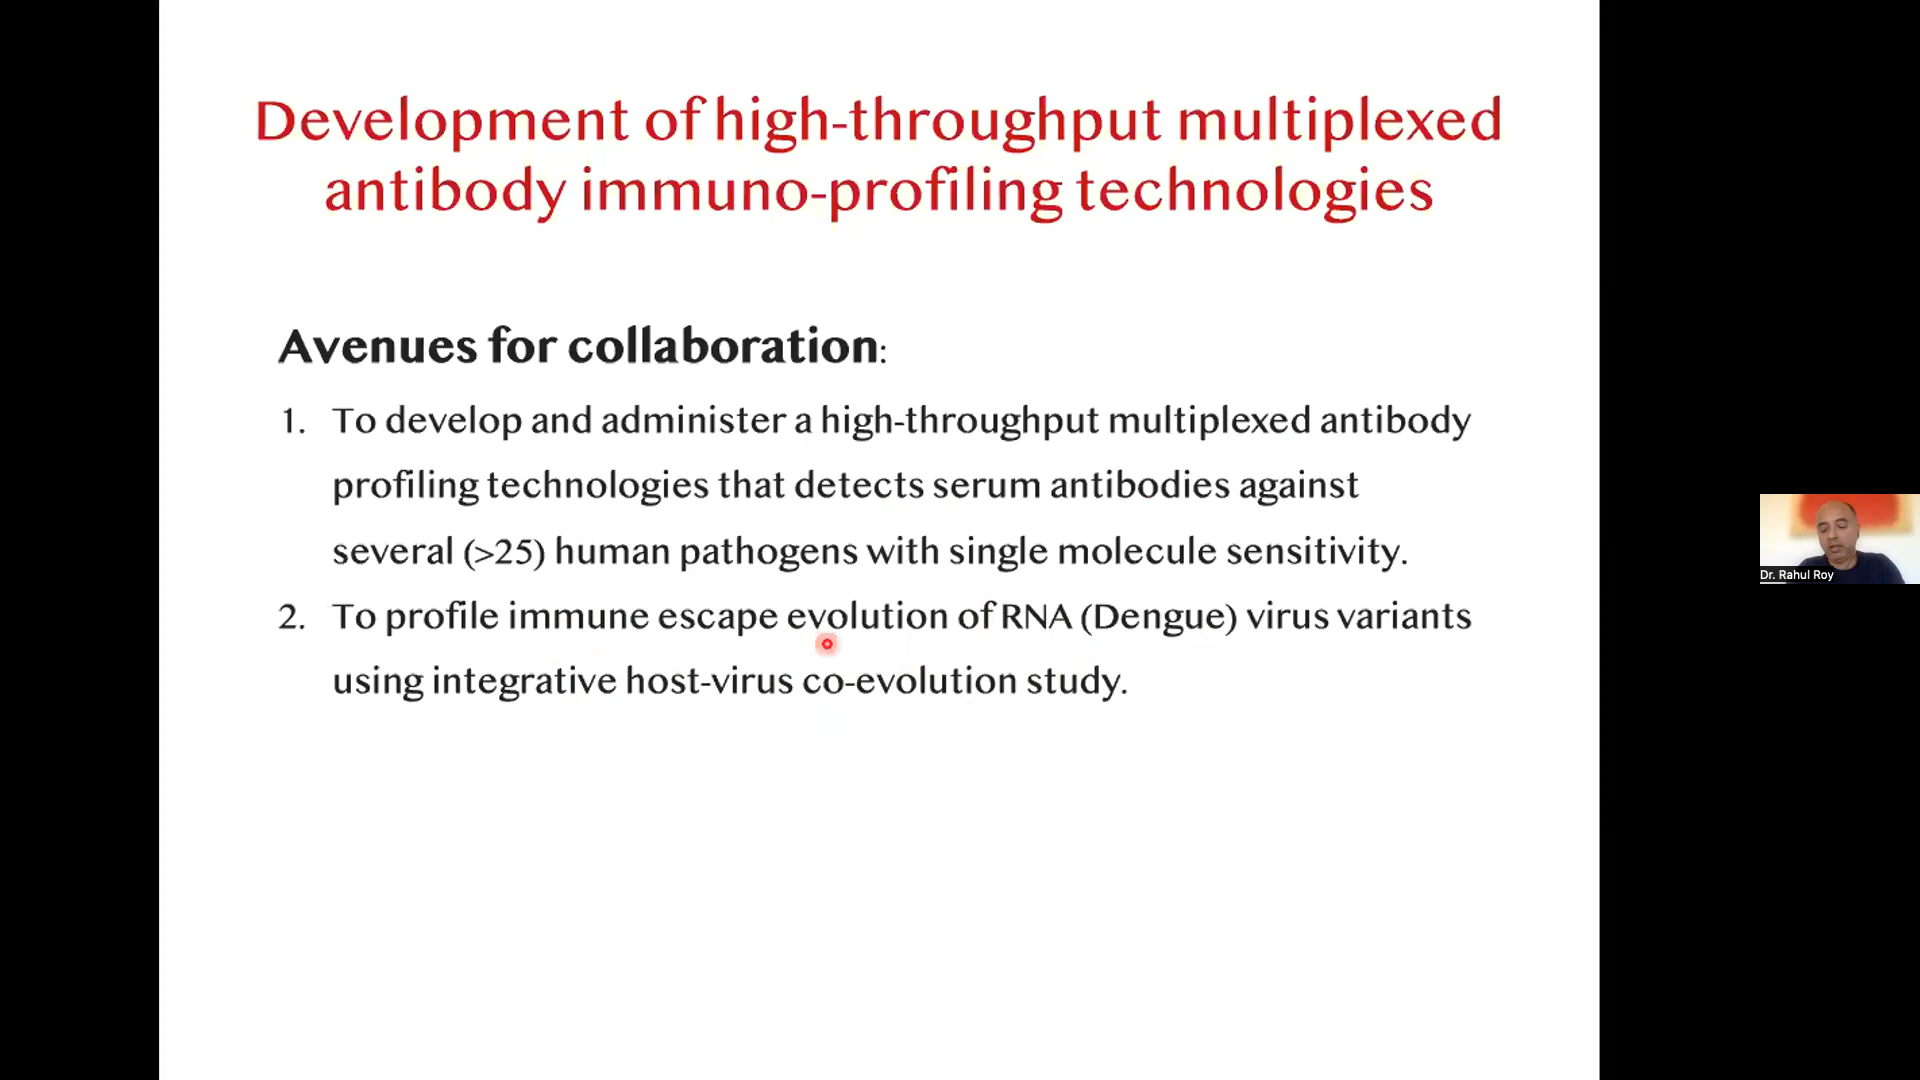 Development of high-throughput multiplexed
antibody immuno-profiling technologies
Avenues for collaboration:
1. To develop and administer a high-throughput multiplexed antibody
profiling technologies that detects serum antibodies against
several (>25) human pathogens with single molecule sensitivity.
2. To profile immune escape evolution of RNA (Dengue) virus variants
using integrative host-virus co-evolution study.
Dr. Rahul Roy